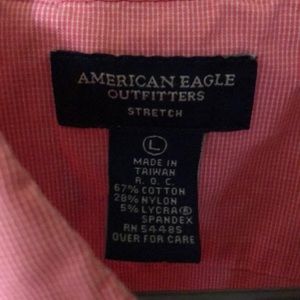 AMERICAN EAGLE
OUTFITTERS
STRETCH
L
MADE IN
TAIWAN
R. O. C.
67% COTTON
28% NYLON
5% LYCRA®
SPANDEX
RN 54485
OVER FOR CARE